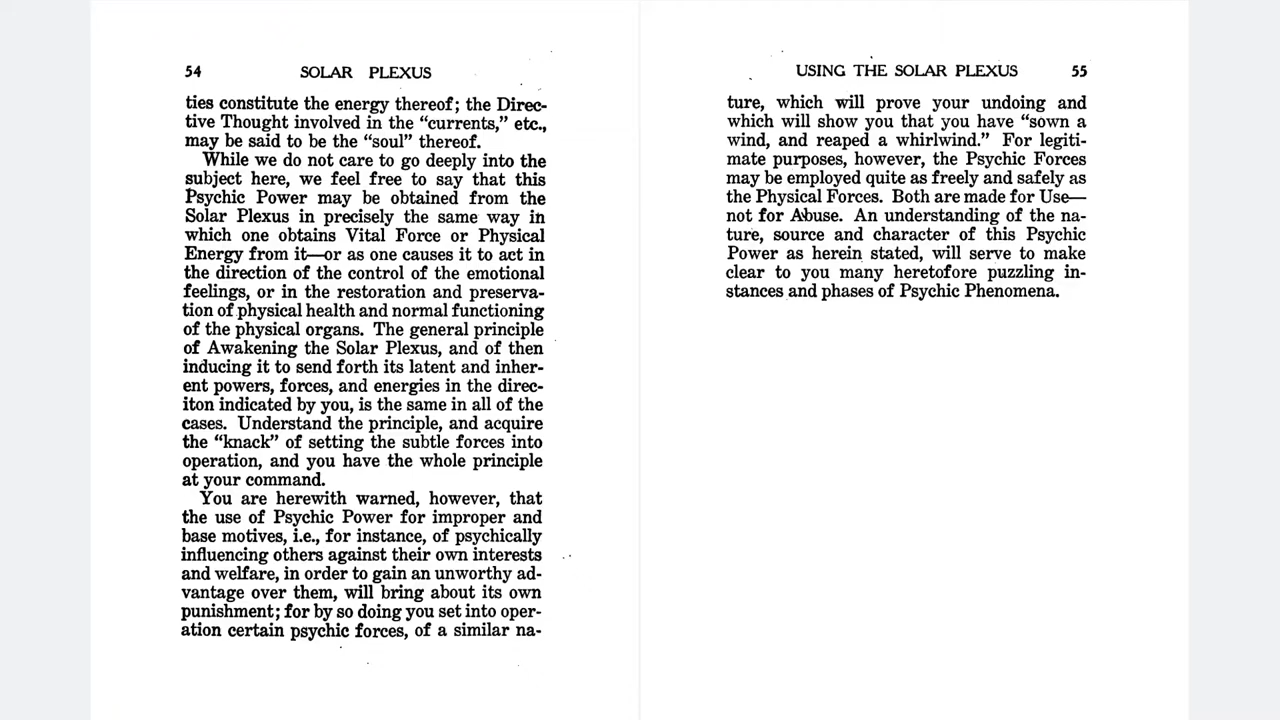 54 SOLAR PLEXUS
ties constitute the energy thereof; the Direc-
tive Thought involved in the “currents,” etc.,
may be said to be the “soul” thereof.
While we do not care to go deeply into the
subject here, we feel free to say that this
Psychic Power may be obtained from the
Solar Plexus in precisely the same way in
which one obtains Vital Force or Physical
Energy from it—or as one causes it to act in
the direction of the control of the emotional
feelings, or in the restoration and preserva-
tion of physical health and normal functioning
of the physical organs. The general principle
of Awakening the Solar Plexus, and of then
inducing it to send forth its latent and inher-
ent powers, forces, and energies in the direc-
iton indicated by you, is the same in all of the
cases. Understand the principle, and acquire
the “knack” of setting the subtle forces into
operation, and you have the whole principle
at your command.
You are herewith warned, however, that
the use of Psychic Power for improper and
base motives, i.e., for instance, of psychically
influencing others against their own interests
and welfare, in order to gain an unworthy ad-
vantage over them, will bring about its own
punishment; for by so doing you set into oper-
ation certain psychic forces, of a similar na-
USING THE SOLAR PLEXUS 55
ture, which will prove your undoing and
which will show you that you have “sown a
wind, and reaped a whirlwind.” For legiti-
mate purposes, however, the Psychic Forces
may be employed quite as freely and safely as
the Physical Forces. Both are made for Use—
not for Abuse. An understanding of the na-
ture, source and character of this Psychic
Power as herein stated, will serve to make
clear to you many heretofore puzzling in-
stances and phases of Psychic Phenomena.